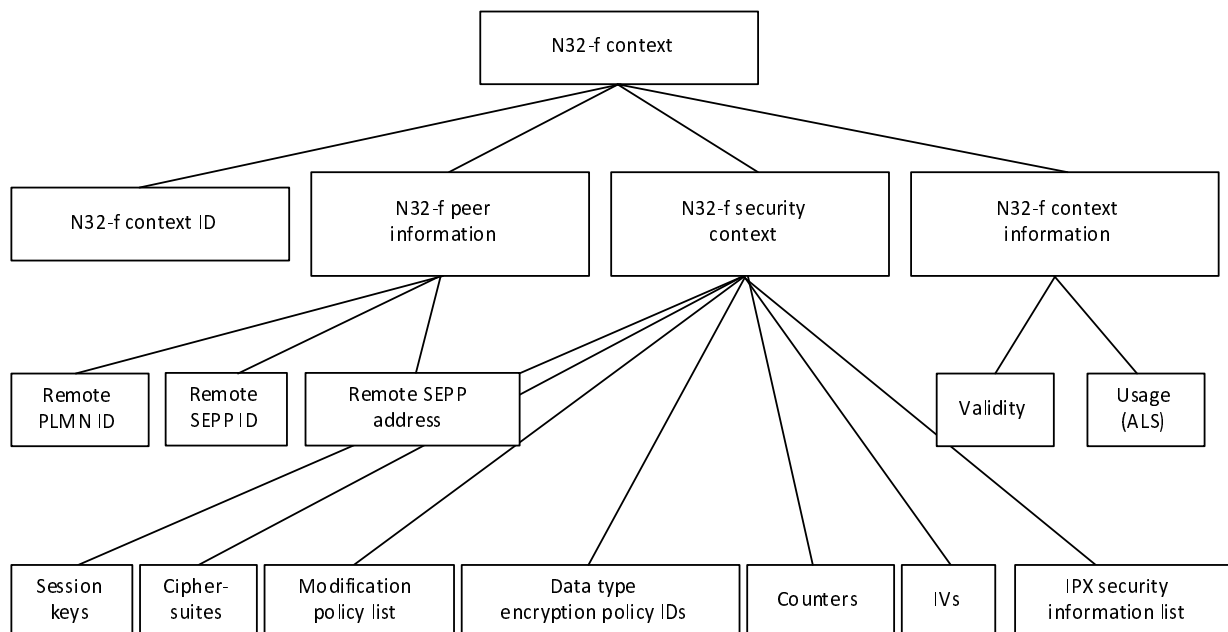 N32-f context
N32-f context ID
N32-f peer
information
N32-f security
context
N32-f context
information
Remote
PLMN ID
Remote
SEPP ID
Remote SEPP
address
Validity
Usage
(ALS)
Session
keys
Cipher-
suites
Modification
policy list
Data type
encryption policy IDs
Counters
IVs
IPX security
information list